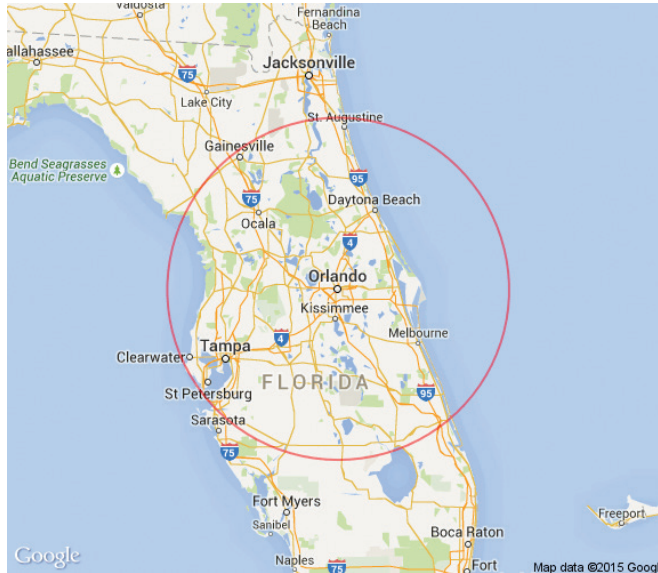 Valdosta
Fernandina
Beach
allahassee
Jacksonville
75
Lake City
St. Augustine
Gainesville
Bend Seagrasses
Aquatic Preserve
95
75
Daytona Beach
Ocala
4
Orlando
Kissimmee
Melbourne
4
Clearwater
Tampa
FLORIDA
St Petersburg
95
Sarasota
75
Fort Myers
Sanibel
Freeport
Boca Raton
Google
Naples
75
Fort
Map data ©2015 Googl